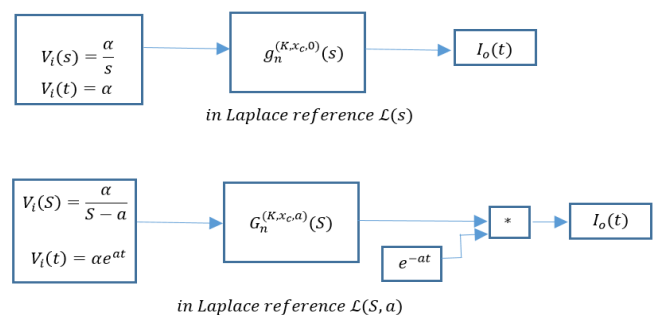 V_i(s) = α/s
V_i(t) = α
g_n^(K,x_c,0)(s)
I_o(t)
in Laplace reference ℒ(s)
V_i(S) = α/(S − a)
V_i(t) = αe^{at}
G_n^(K,x_c,a)(S)
*
I_o(t)
e^{−at}
in Laplace reference ℒ(S, a)